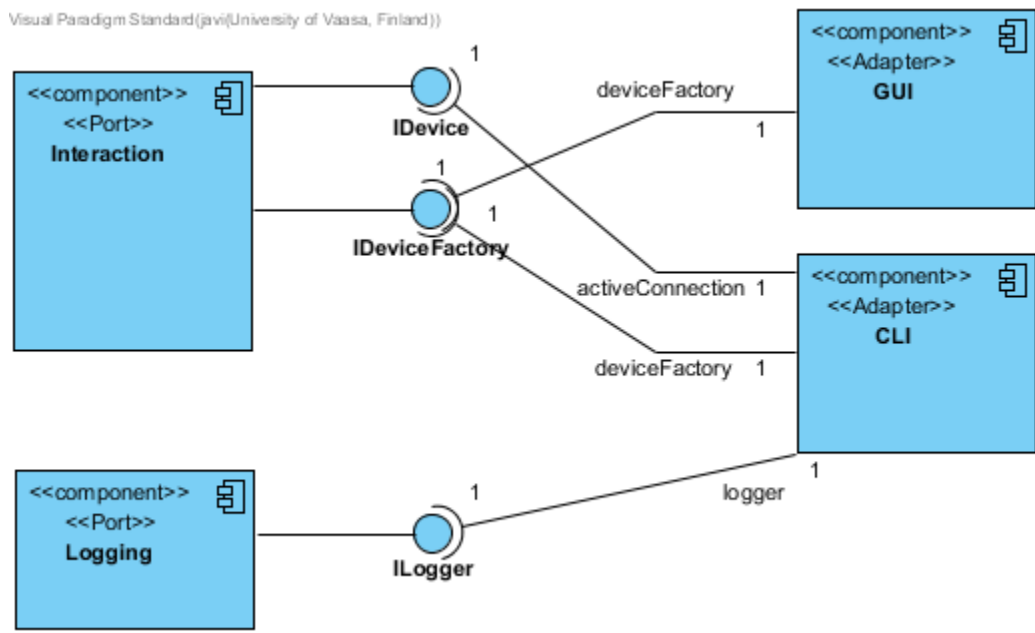 Visual Paradigm Standard(javi(University of Vaasa, Finland))
<<component>>
<<Port>>
Interaction
1
IDevice
1
1
IDeviceFactory
deviceFactory
1
<<component>>
<<Adapter>>
GUI
activeConnection 1
deviceFactory 1
<<component>>
<<Adapter>>
CLI
<<component>>
<<Port>>
Logging
1
ILogger
logger
1